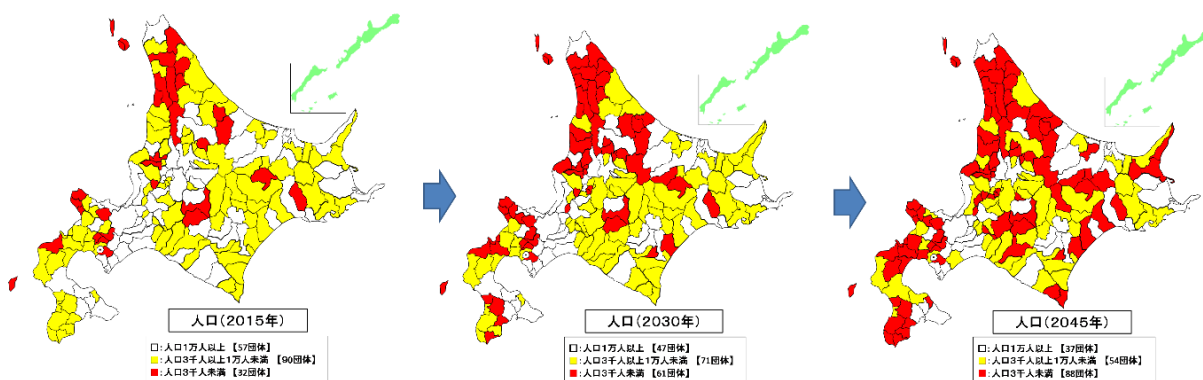 人口(2015年)
□:人口1万人以上 【57団体】
■:人口3千人以上1万人未満 【90団体】
■:人口3千人未満 【32団体】
人口(2030年)
□:人口1万人以上 【47団体】
■:人口3千人以上1万人未満 【71団体】
■:人口3千人未満 【61団体】
人口(2045年)
□:人口1万人以上 【37団体】
■:人口3千人以上1万人未満 【54団体】
■:人口3千人未満 【88団体】